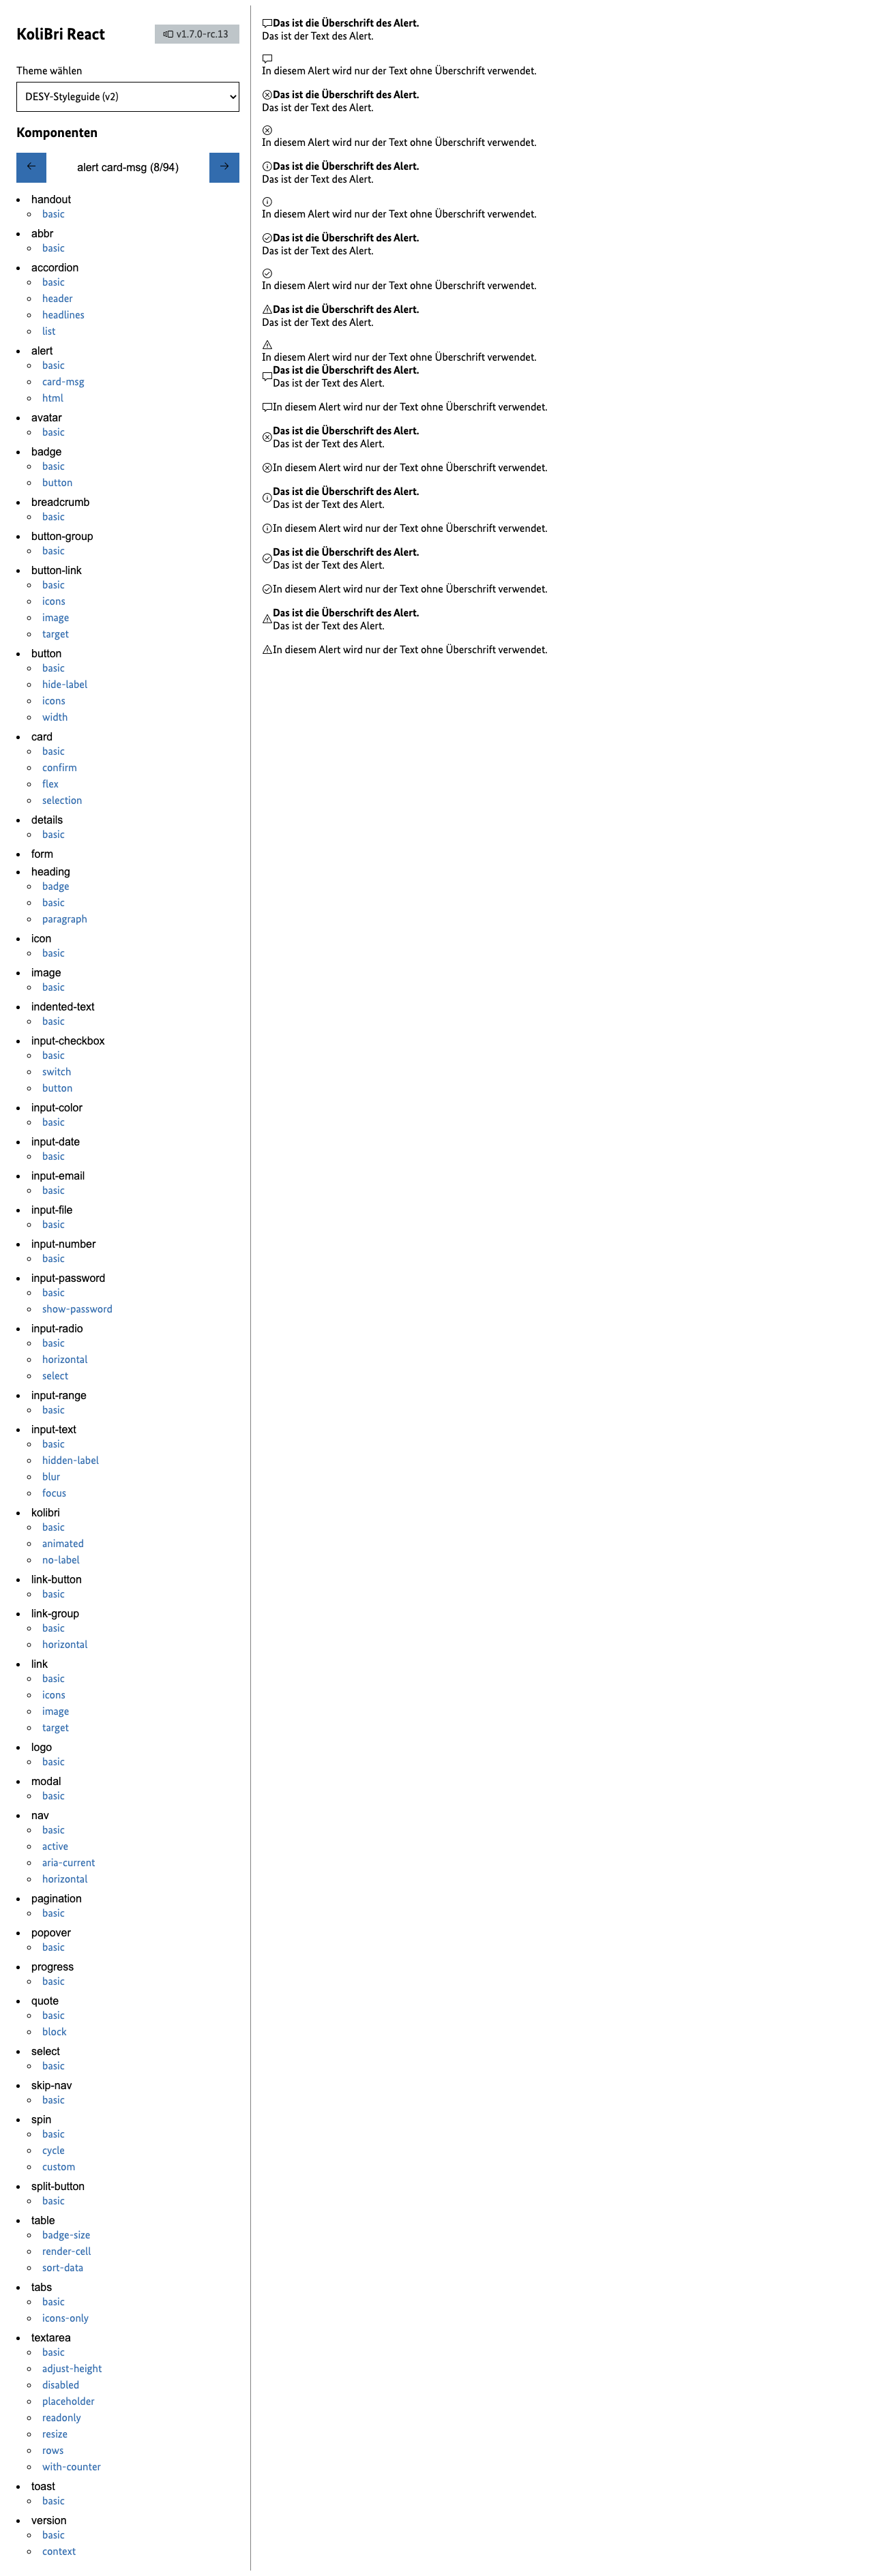 KoliBri React
v1.7.0-rc.13
Theme wählen
DESY-Styleguide (v2)
Komponenten
← alert card-msg (8/94) →
handout
basic
abbr
basic
accordion
basic
header
headlines
list
alert
basic
card-msg
html
avatar
basic
badge
basic
button
breadcrumb
basic
button-group
basic
button-link
basic
icons
image
target
button
basic
hide-label
icons
width
card
basic
confirm
flex
selection
details
basic
form
heading
badge
basic
paragraph
icon
basic
image
basic
indented-text
basic
input-checkbox
basic
switch
button
input-color
basic
input-date
basic
input-email
basic
input-file
basic
input-number
basic
input-password
basic
show-password
input-radio
basic
horizontal
select
input-range
basic
input-text
basic
hidden-label
blur
focus
kolibri
basic
animated
no-label
link-button
basic
link-group
basic
horizontal
link
basic
icons
image
target
logo
basic
modal
basic
nav
basic
active
aria-current
horizontal
pagination
basic
popover
basic
progress
basic
quote
basic
block
select
basic
skip-nav
basic
spin
basic
cycle
custom
split-button
basic
table
badge-size
render-cell
sort-data
tabs
basic
icons-only
textarea
basic
adjust-height
disabled
placeholder
readonly
resize
rows
with-counter
toast
basic
version
basic
context
Das ist die Überschrift des Alert.
Das ist der Text des Alert.
In diesem Alert wird nur der Text ohne Überschrift verwendet.
Das ist die Überschrift des Alert.
Das ist der Text des Alert.
In diesem Alert wird nur der Text ohne Überschrift verwendet.
Das ist die Überschrift des Alert.
Das ist der Text des Alert.
In diesem Alert wird nur der Text ohne Überschrift verwendet.
Das ist die Überschrift des Alert.
Das ist der Text des Alert.
In diesem Alert wird nur der Text ohne Überschrift verwendet.
Das ist die Überschrift des Alert.
Das ist der Text des Alert.
In diesem Alert wird nur der Text ohne Überschrift verwendet.
Das ist die Überschrift des Alert.
Das ist der Text des Alert.
In diesem Alert wird nur der Text ohne Überschrift verwendet.
Das ist die Überschrift des Alert.
Das ist der Text des Alert.
In diesem Alert wird nur der Text ohne Überschrift verwendet.
Das ist die Überschrift des Alert.
Das ist der Text des Alert.
In diesem Alert wird nur der Text ohne Überschrift verwendet.
Das ist die Überschrift des Alert.
Das ist der Text des Alert.
In diesem Alert wird nur der Text ohne Überschrift verwendet.
Das ist die Überschrift des Alert.
Das ist der Text des Alert.
In diesem Alert wird nur der Text ohne Überschrift verwendet.